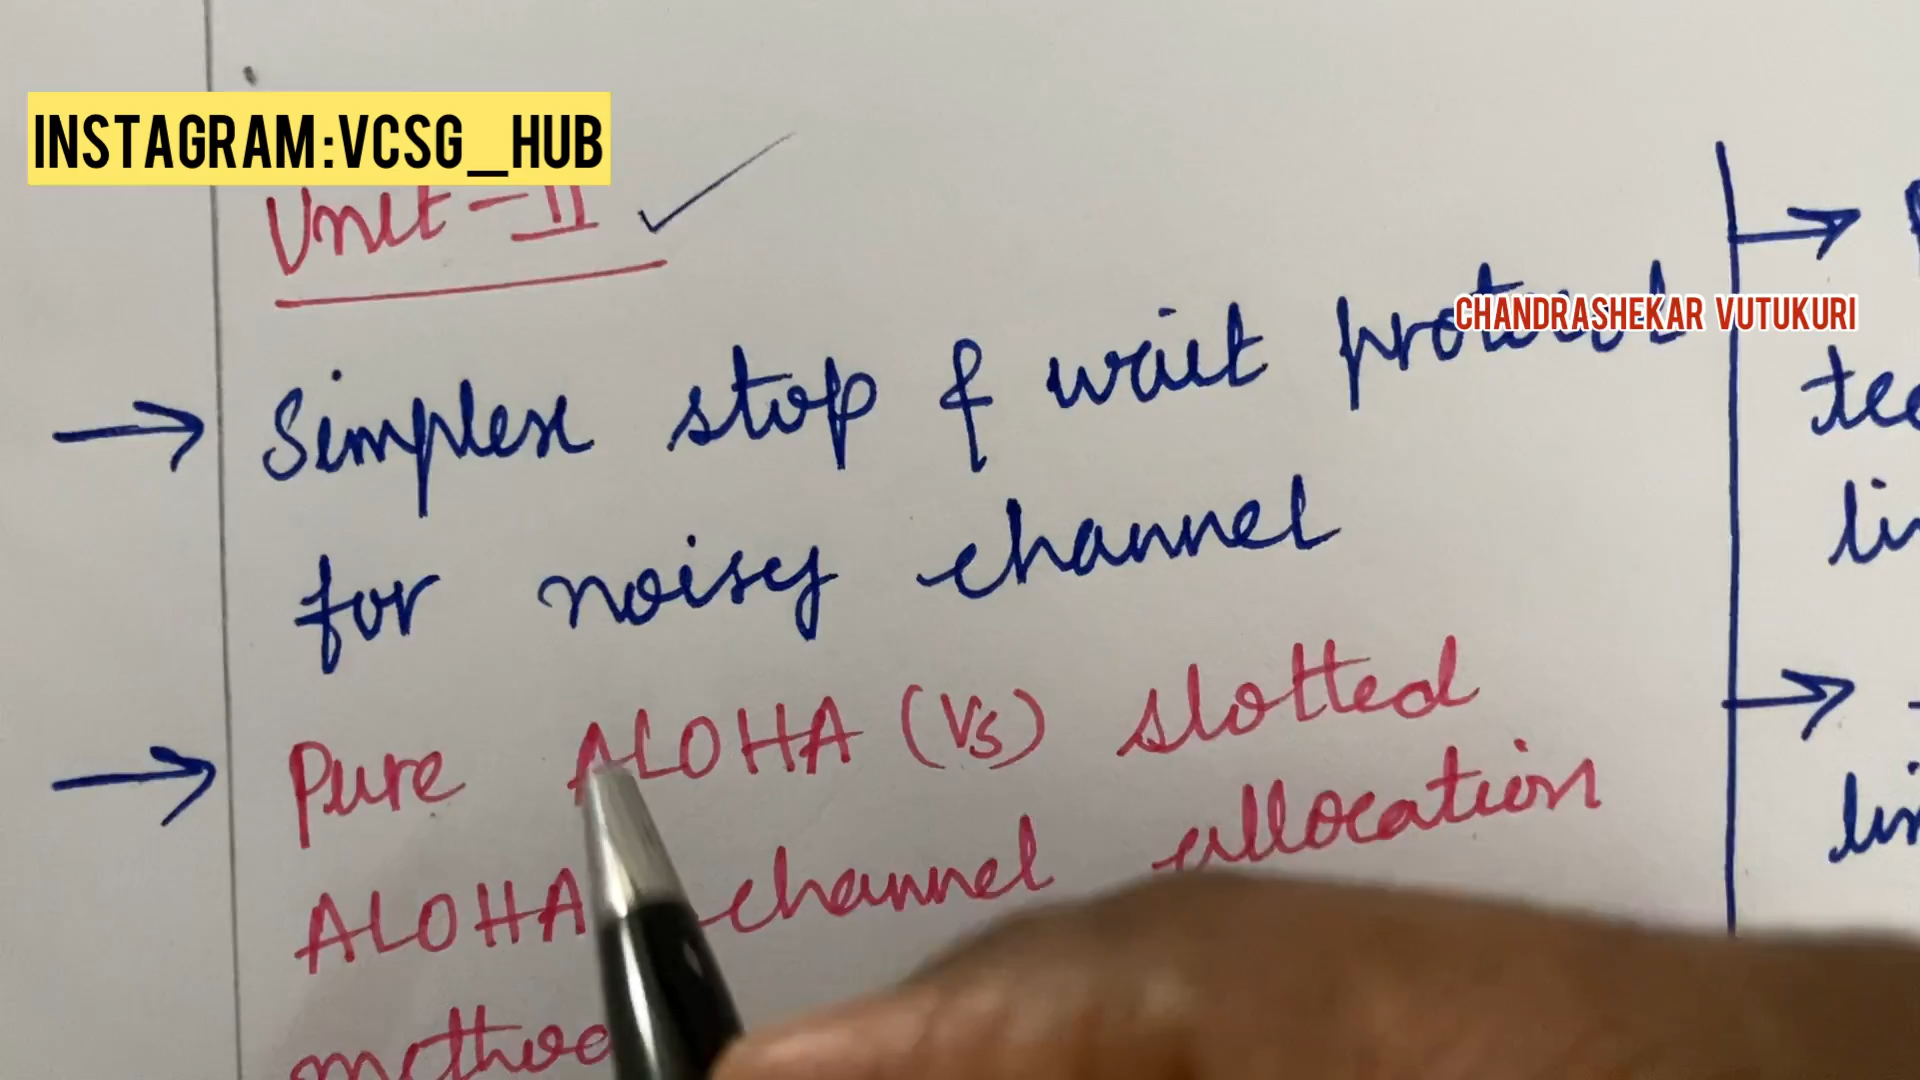 INSTAGRAM:VCSG_HUB
Unit-II
CHANDRASHEKAR VUTUKURI
→ Simplex stop & wait protocol
for noisy channel
→ Pure ALOHA (Vs) slotted
ALOHA channel allocation
→
→